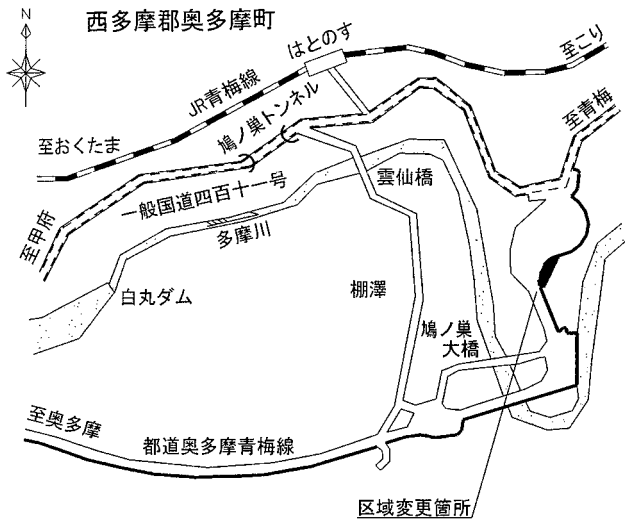 N
西多摩郡奥多摩町
はとのす
至こり
JR青梅線
鳩ノ巣トンネル
至青梅
至おくたま
一般国道四百十一号
雲仙橋
至甲府
多摩川
白丸ダム
棚澤
鳩ノ巣
大橋
至奥多摩
都道奥多摩青梅線
区域変更箇所